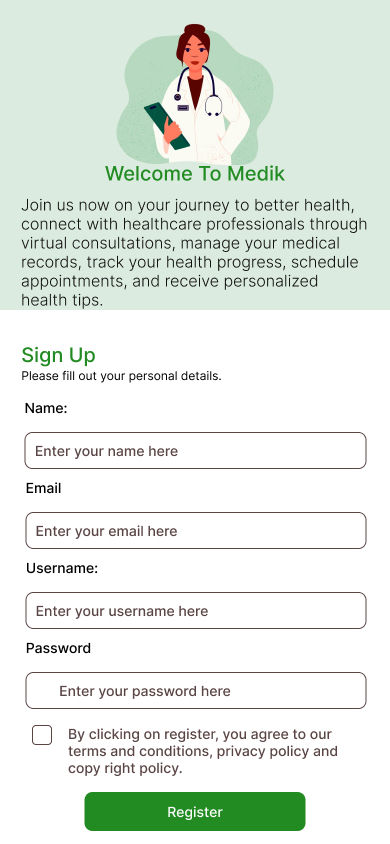 Welcome To Medik
Join us now on your journey to better health,
connect with healthcare professionals through
virtual consultations, manage your medical
records, track your health progress, schedule
appointments, and receive personalized
health tips.
Sign Up
Please fill out your personal details.
Name:
Enter your name here
Email
Enter your email here
Username:
Enter your username here
Password
Enter your password here
By clicking on register, you agree to our
terms and conditions, privacy policy and
copy right policy.
Register